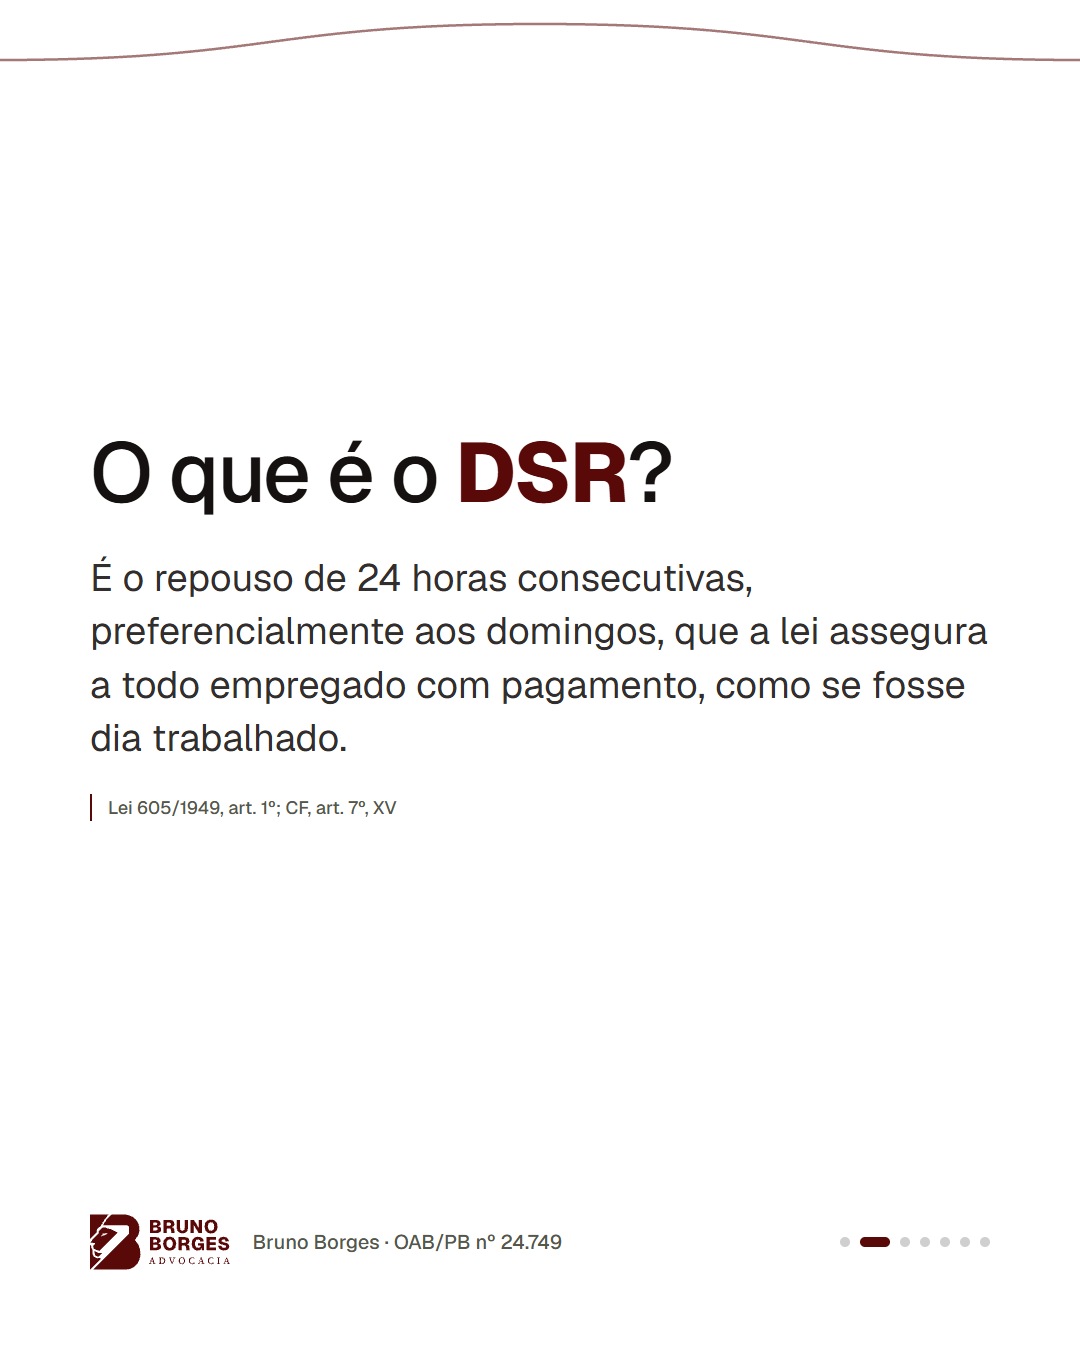 O que é o DSR?
É o repouso de 24 horas consecutivas,
preferencialmente aos domingos, que a lei assegura
a todo empregado com pagamento, como se fosse
dia trabalhado.
Lei 605/1949, art. 1º; CF, art. 7º, XV
BRUNO
BORGES
ADVOCACIA
Bruno Borges · OAB/PB nº 24.749